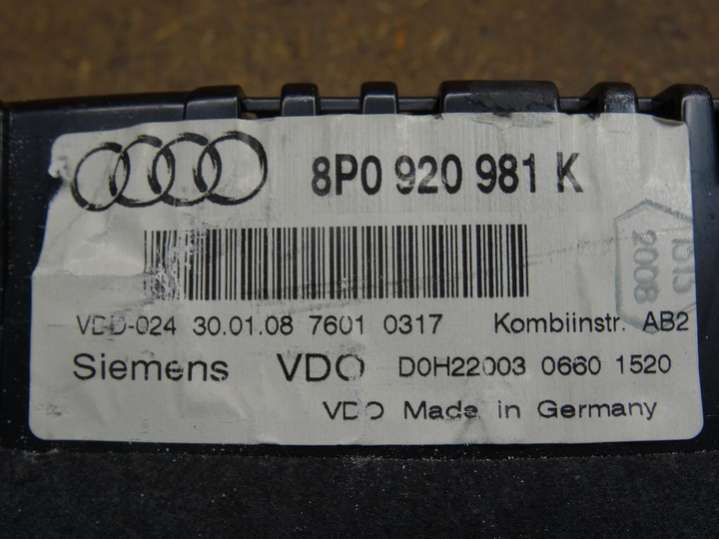 8P0 920 981 K
2008
VDD-024 30.01.08 7601 0317 Kombiinstr. AB2
Siemens VDO D0H22003 0660 1520
VDO Made in Germany